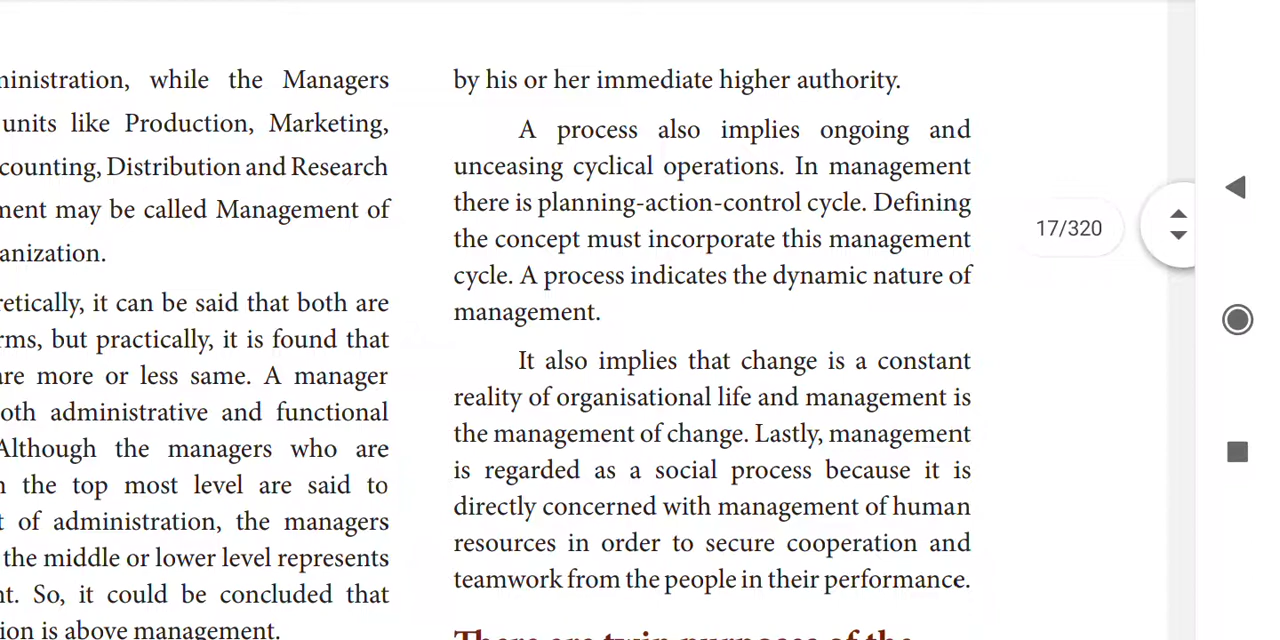 ministration, while the Managers
units like Production, Marketing,
counting, Distribution and Research
ment may be called Management of
anization.
retically, it can be said that both are
rms, but practically, it is found that
are more or less same. A manager
oth administrative and functional
Although the managers who are
the top most level are said to
of administration, the managers
the middle or lower level represents
nt. So, it could be concluded that
ion is above management.
by his or her immediate higher authority.
A process also implies ongoing and
unceasing cyclical operations. In management
there is planning-action-control cycle. Defining
the concept must incorporate this management
cycle. A process indicates the dynamic nature of
management.
It also implies that change is a constant
reality of organisational life and management is
the management of change. Lastly, management
is regarded as a social process because it is
directly concerned with management of human
resources in order to secure cooperation and
teamwork from the people in their performance.
There are twin purposes of the
17/320